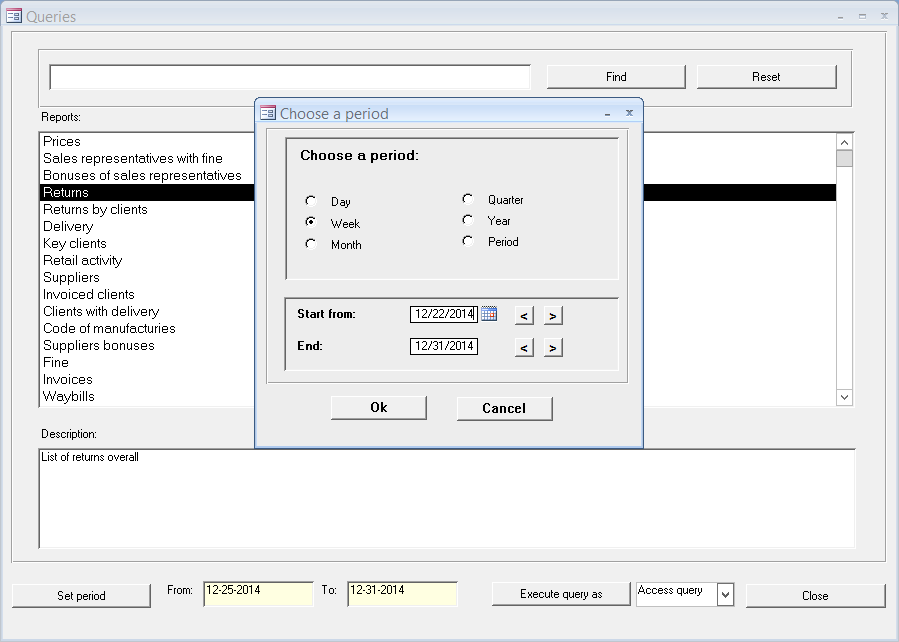 Queries
Find Reset
Reports:
Choose a period
Prices
Sales representatives with fine
Bonuses of sales representatives
Returns
Returns by clients
Delivery
Key clients
Retail activity
Suppliers
Invoiced clients
Clients with delivery
Code of manufacturies
Suppliers bonuses
Fine
Invoices
Waybills
Choose a period:
Day Quarter
Week Year
Month Period
Start from: 12/22/2014 < >
End: 12/31/2014 < >
Ok Cancel
Description:
List of returns overall
Set period From: 12-25-2014 To: 12-31-2014 Execute query as Access query Close